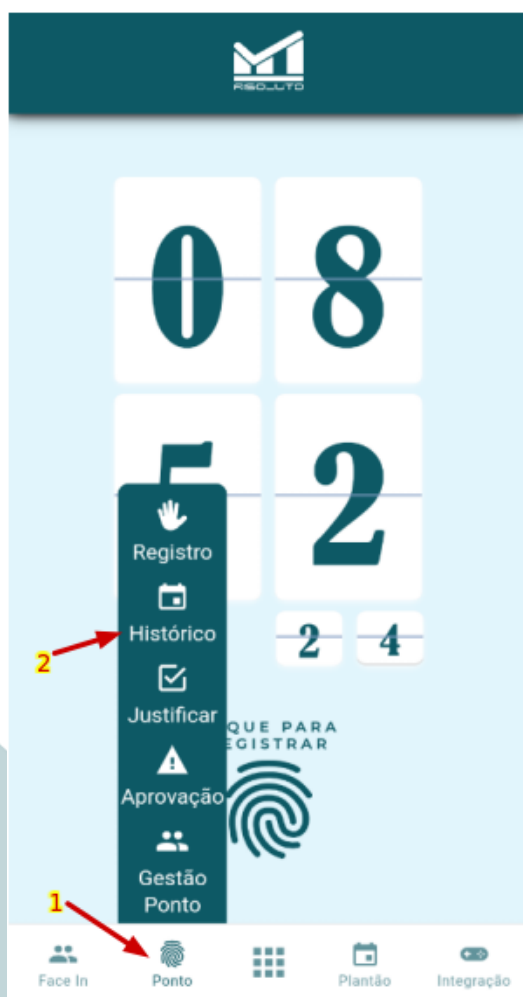 RISOLUTO
0 8
5 2
2 4
Registro
Histórico
Justificar
Aprovação
Gestão
Ponto
QUE PARA
EGISTRAR
2
1
Face In
Ponto
Plantão
Integração